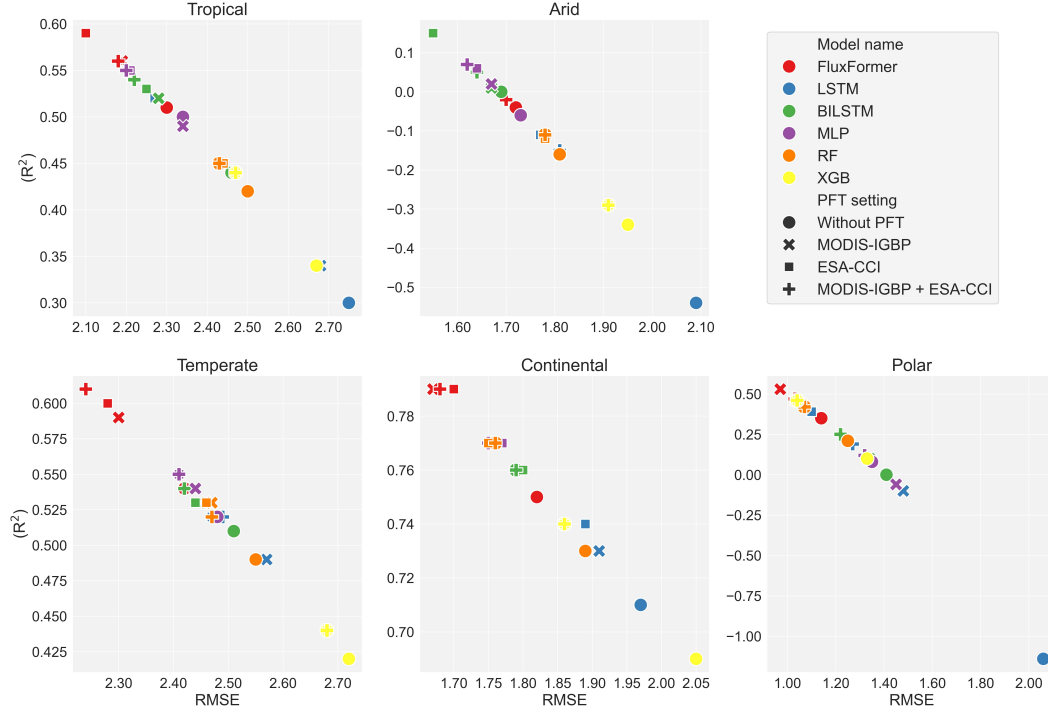 Tropical
(R²)
0.60
0.55
0.50
0.45
0.40
0.35
0.30
2.10 2.20 2.30 2.40 2.50 2.60 2.70
Arid
0.1
0.0
−0.1
−0.2
−0.3
−0.4
−0.5
1.60 1.70 1.80 1.90 2.00 2.10
Model name
FluxFormer
LSTM
BILSTM
MLP
RF
XGB
PFT setting
Without PFT
MODIS-IGBP
ESA-CCI
MODIS-IGBP + ESA-CCI
Temperate
(R²)
0.600
0.575
0.550
0.525
0.500
0.475
0.450
0.425
2.30 2.40 2.50 2.60 2.70
RMSE
Continental
0.78
0.76
0.74
0.72
0.70
1.70 1.75 1.80 1.85 1.90 1.95 2.00 2.05
RMSE
Polar
0.50
0.25
0.00
−0.25
−0.50
−0.75
−1.00
1.00 1.20 1.40 1.60 1.80 2.00
RMSE